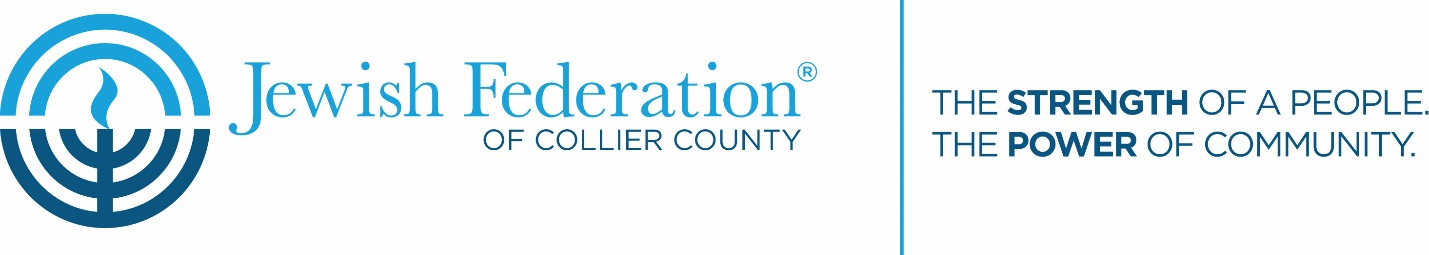 Jewish Federation®
OF COLLIER COUNTY
THE STRENGTH OF A PEOPLE.
THE POWER OF COMMUNITY.